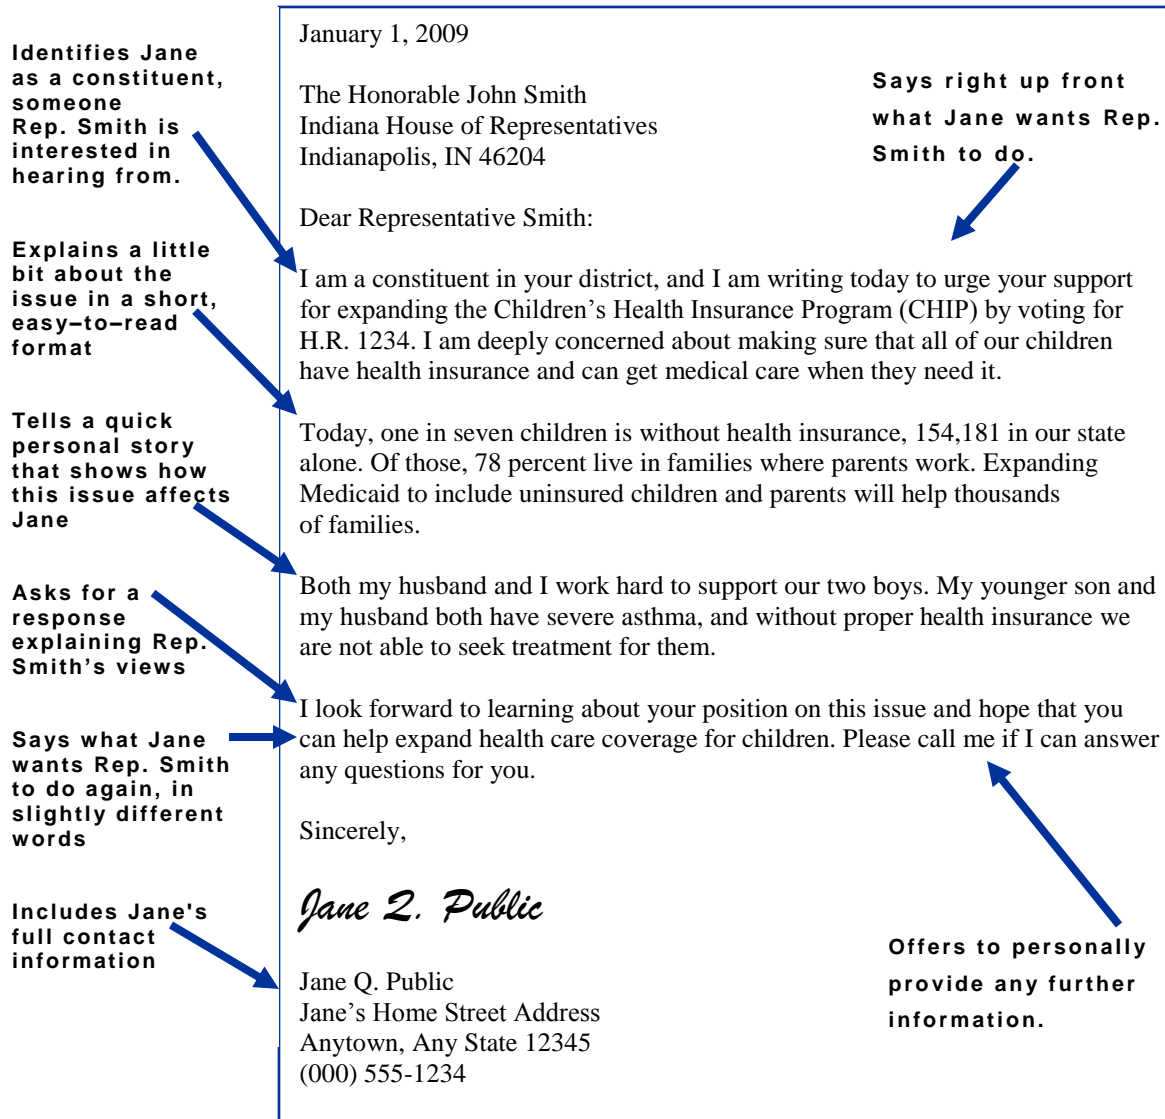 Identifies Jane
as a constituent,
someone
Rep. Smith is
interested in
hearing from.
Explains a little
bit about the
issue in a short,
easy–to–read
format
Tells a quick
personal story
that shows how
this issue affects
Jane
Asks for a
response
explaining Rep.
Smith’s views
Says what Jane
wants Rep. Smith
to do again, in
slightly different
words
Includes Jane's
full contact
information
January 1, 2009
The Honorable John Smith
Indiana House of Representatives
Indianapolis, IN 46204
Dear Representative Smith:
I am a constituent in your district, and I am writing today to urge your support
for expanding the Children’s Health Insurance Program (CHIP) by voting for
H.R. 1234. I am deeply concerned about making sure that all of our children
have health insurance and can get medical care when they need it.
Today, one in seven children is without health insurance, 154,181 in our state
alone. Of those, 78 percent live in families where parents work. Expanding
Medicaid to include uninsured children and parents will help thousands
of families.
Both my husband and I work hard to support our two boys. My younger son and
my husband both have severe asthma, and without proper health insurance we
are not able to seek treatment for them.
I look forward to learning about your position on this issue and hope that you
can help expand health care coverage for children. Please call me if I can answer
any questions for you.
Sincerely,
Jane Q. Public
Jane Q. Public
Jane’s Home Street Address
Anytown, Any State 12345
(000) 555-1234
Says right up front
what Jane wants Rep.
Smith to do.
Offers to personally
provide any further
information.